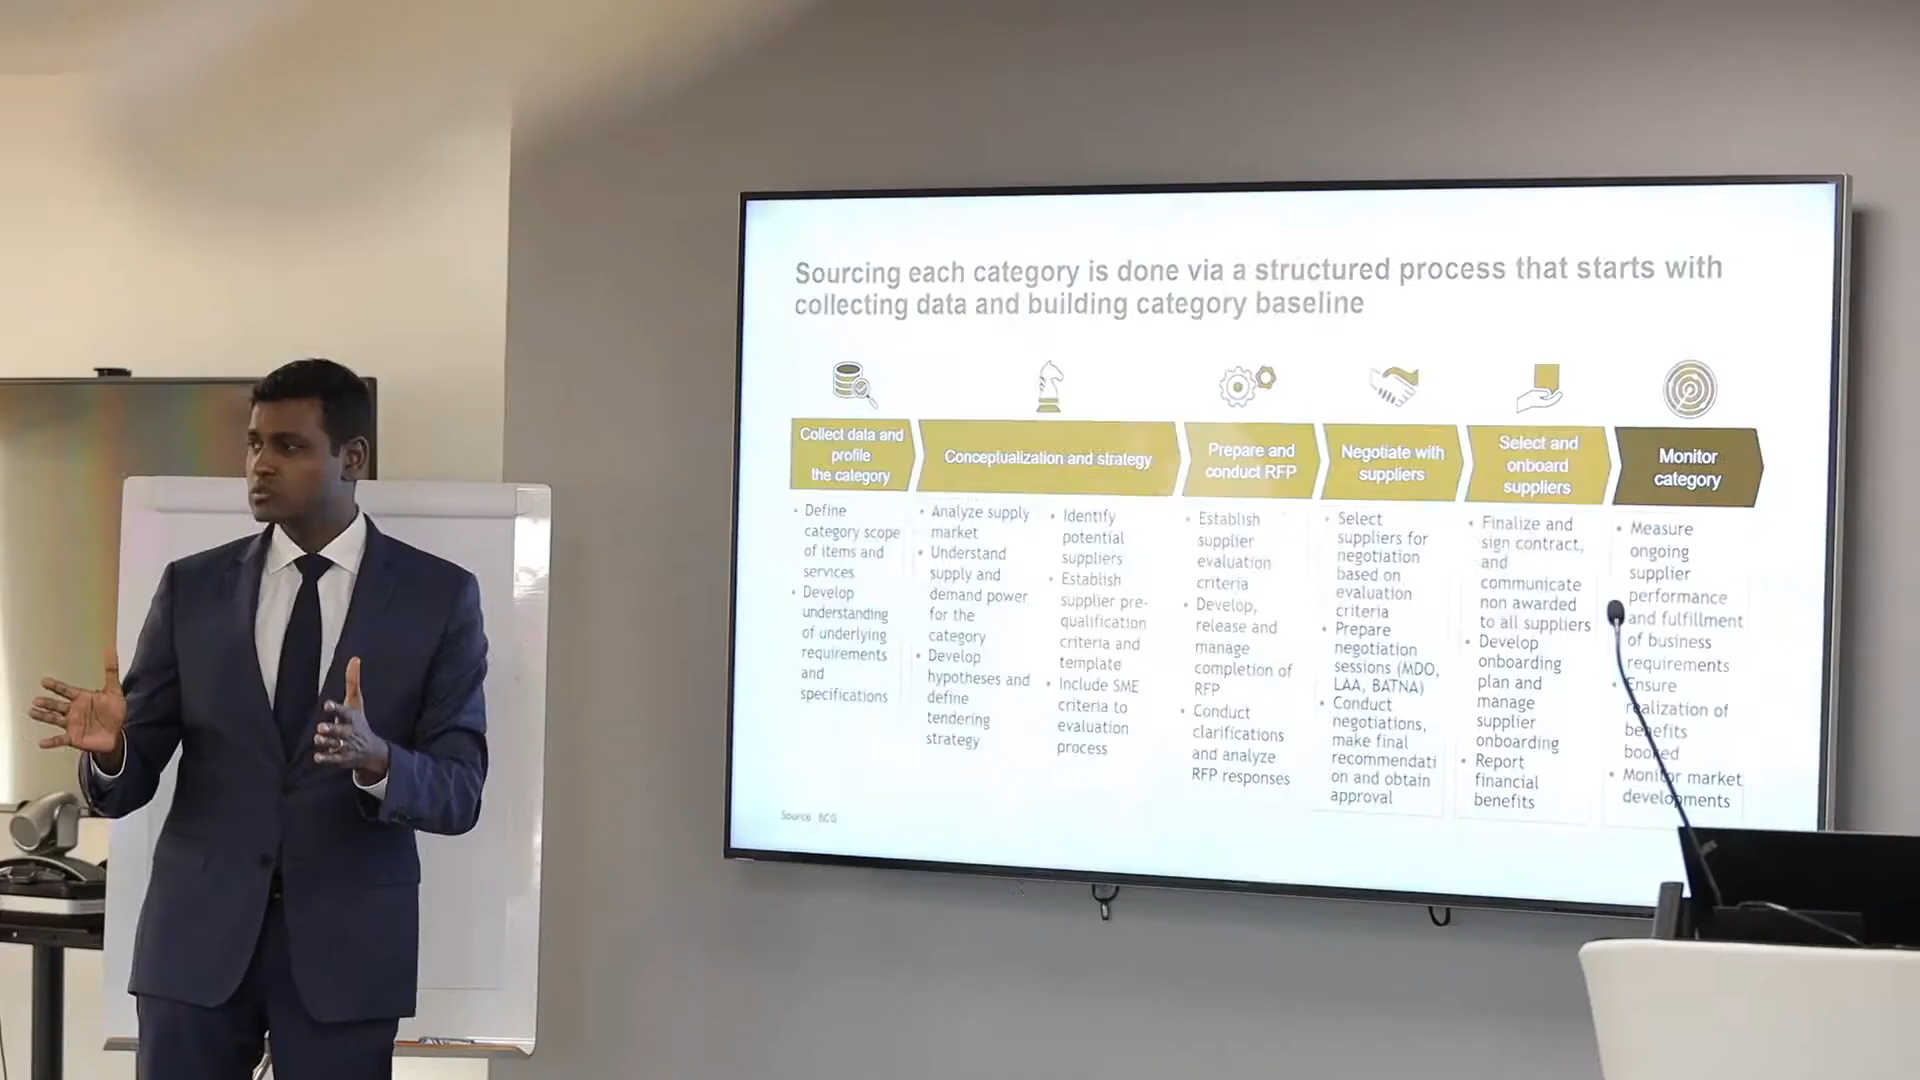 Sourcing each category is done via a structured process that starts with
collecting data and building category baseline
Collect data and
profile
the category
Conceptualization and strategy
Prepare and
conduct RFP
Negotiate with
suppliers
Select and
onboard
suppliers
Monitor
category
• Define
category scope
of items and
services
• Develop
understanding
of underlying
requirements
and
specifications
• Analyze supply
market
• Understand
supply and
demand power
for the
category
• Develop
hypotheses and
define
tendering
strategy
• Identify
potential
suppliers
• Establish
supplier pre-
qualification
criteria and
template
• Include SME
criteria to
evaluation
process
• Establish
supplier
evaluation
criteria
• Develop,
release and
manage
completion of
RFP
• Conduct
clarifications
and analyze
RFP responses
• Select
suppliers for
negotiation
based on
evaluation
criteria
• Prepare
negotiation
sessions (MDO,
LAA, BATNA)
• Conduct
negotiations,
make final
recommendati
on and obtain
approval
• Finalize and
sign contract,
and
communicate
non awarded
to all suppliers
• Develop
onboarding
plan and
manage
supplier
onboarding
• Report
financial
benefits
• Measure
ongoing
supplier
performance
and fulfillment
of business
requirements
• Ensure
realization of
benefits
booked
• Monitor market
developments
Source: BCG